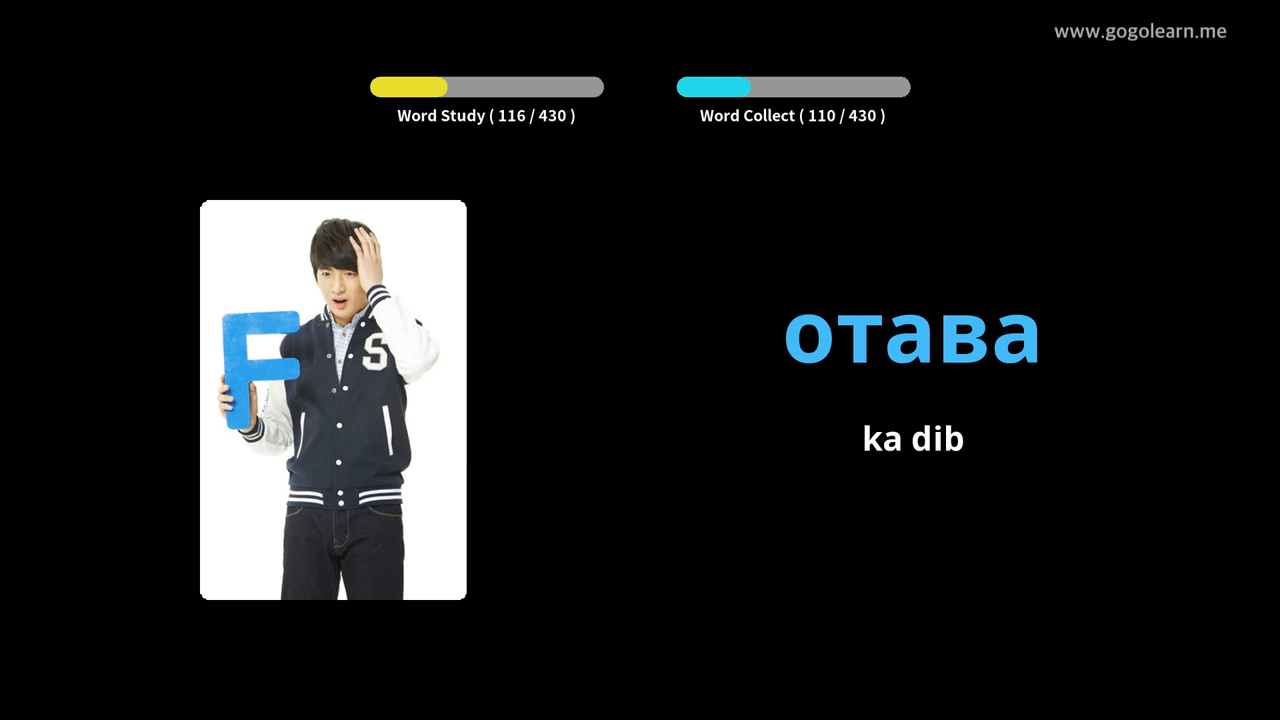 www.gogolearn.me
Word Study ( 116 / 430 )
Word Collect ( 110 / 430 )
F
S
отава
ka dib